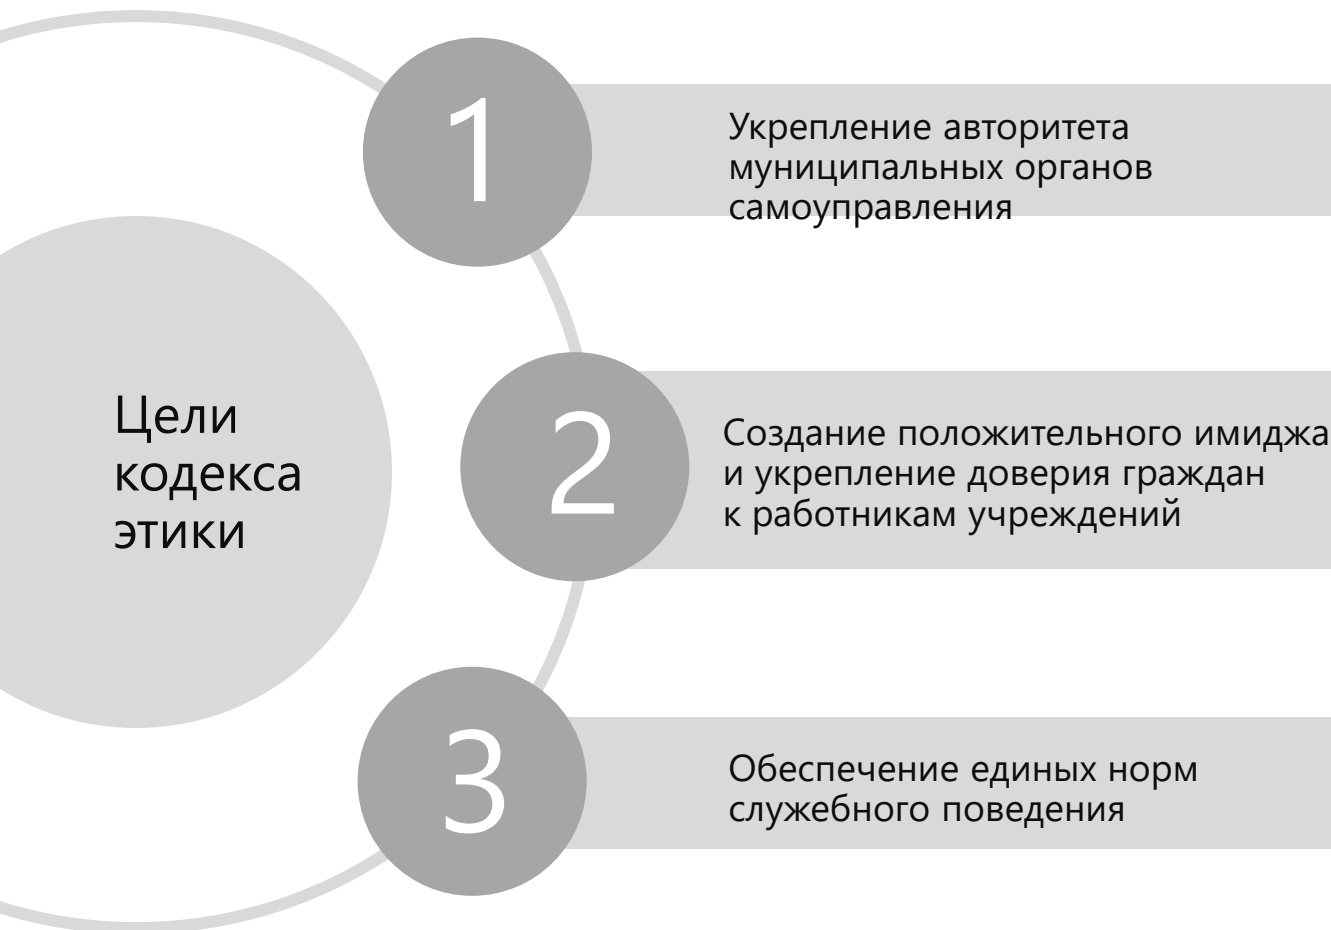 Цели
кодекса
этики
1
Укрепление авторитета
муниципальных органов
самоуправления
2
Создание положительного имиджа
и укрепление доверия граждан
к работникам учреждений
3
Обеспечение единых норм
служебного поведения